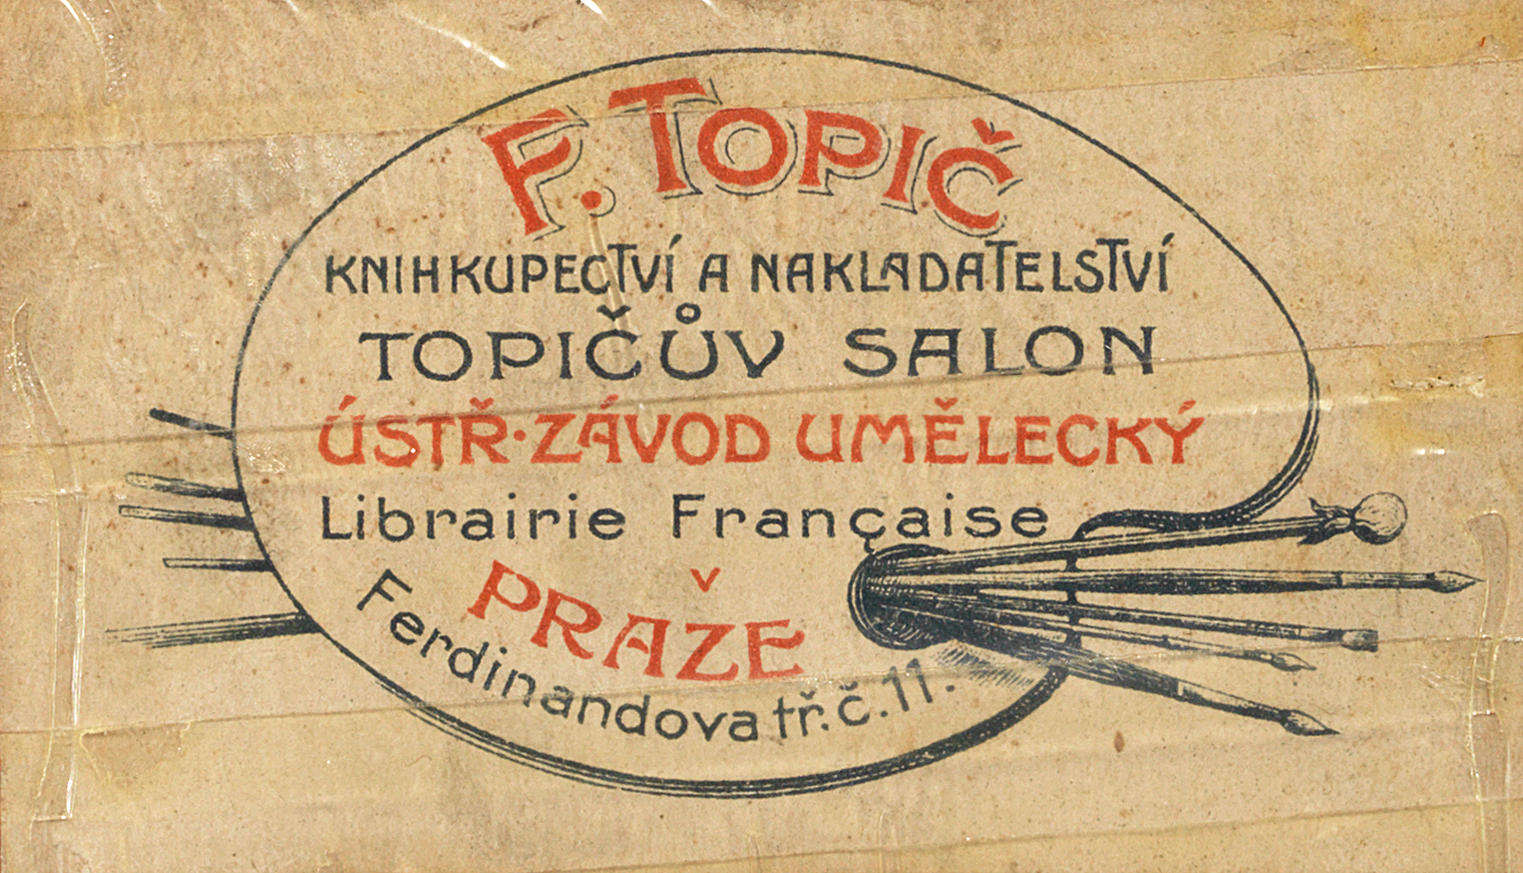 F. TOPIČ
KNIHKUPECTVÍ A NAKLADATELSTVÍ
TOPIČŮV SALON
ÚSTŘ·ZÁVOD UMĚLECKÝ
Librairie Française
v PRAZE
Ferdinandova tř. č. 11.